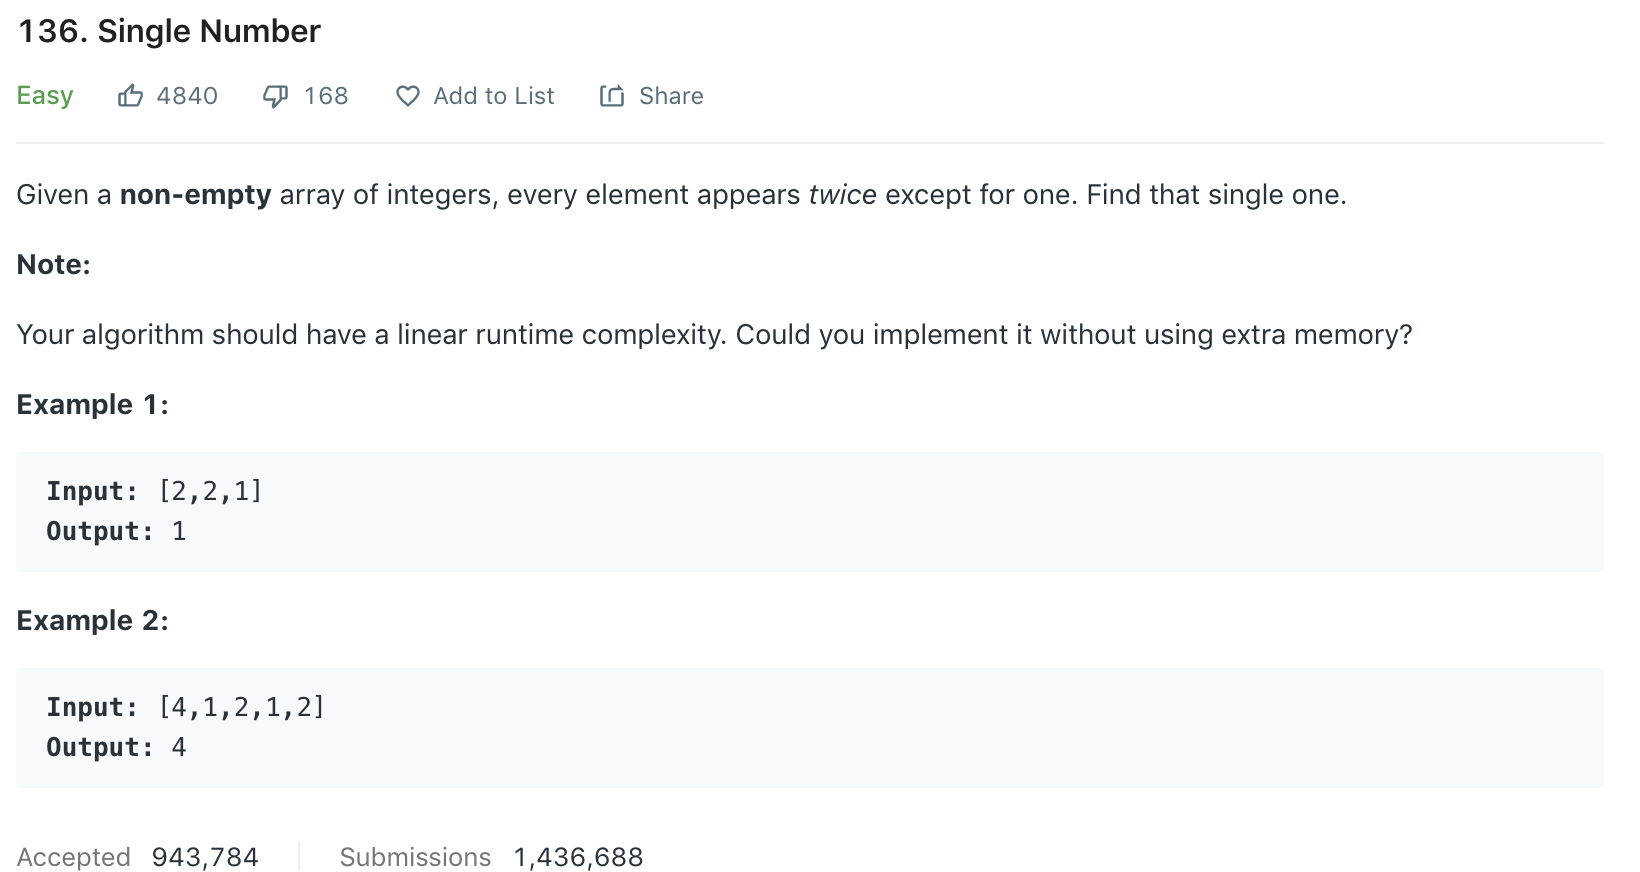 136. Single Number
Easy 4840 168 Add to List Share
Given a non-empty array of integers, every element appears twice except for one. Find that single one.
Note:
Your algorithm should have a linear runtime complexity. Could you implement it without using extra memory?
Example 1:
Input: [2,2,1]
Output: 1
Example 2:
Input: [4,1,2,1,2]
Output: 4
Accepted 943,784 Submissions 1,436,688